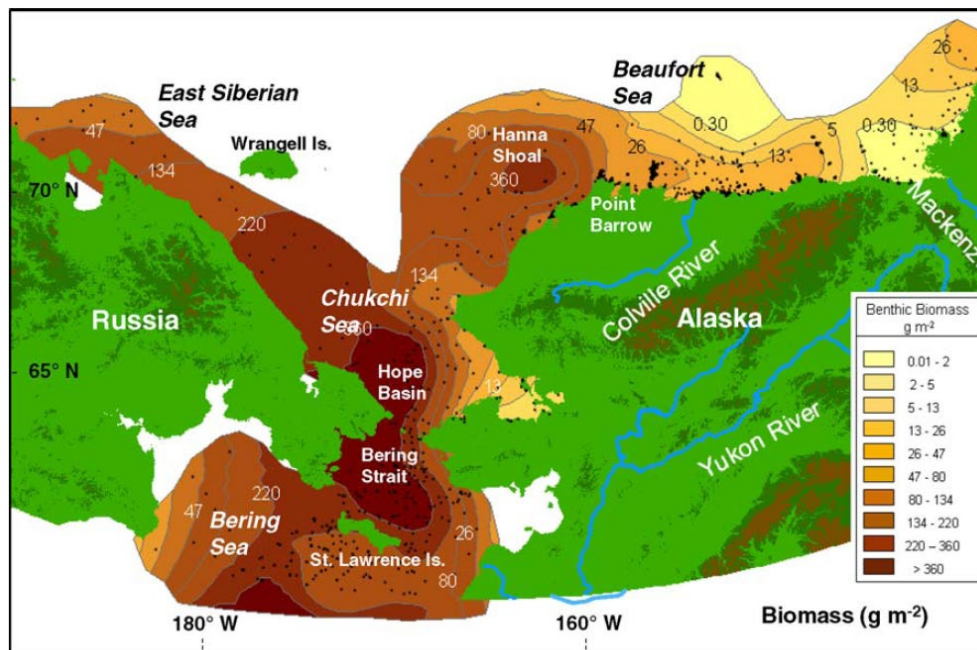 East Siberian
Sea
Beaufort
Sea
26
13
47
80
Hanna
Shoal
47
26
0.30
5
0.30
13
Wrangell Is.
134
360
70° N
220
Point
Barrow
Mackenz
134
Colville River
Chukchi
Sea
360
Russia
Alaska
Benthic Biomass
g m-2
0.01 - 2
2 - 5
5 - 13
13 - 26
26 - 47
47 - 80
80 - 134
134 - 220
220 – 360
> 360
65° N
Hope
Basin
13
Bering
Strait
Yukon River
220
47
Bering
Sea
26
St. Lawrence Is.
80
180° W
160° W
Biomass (g m-2)